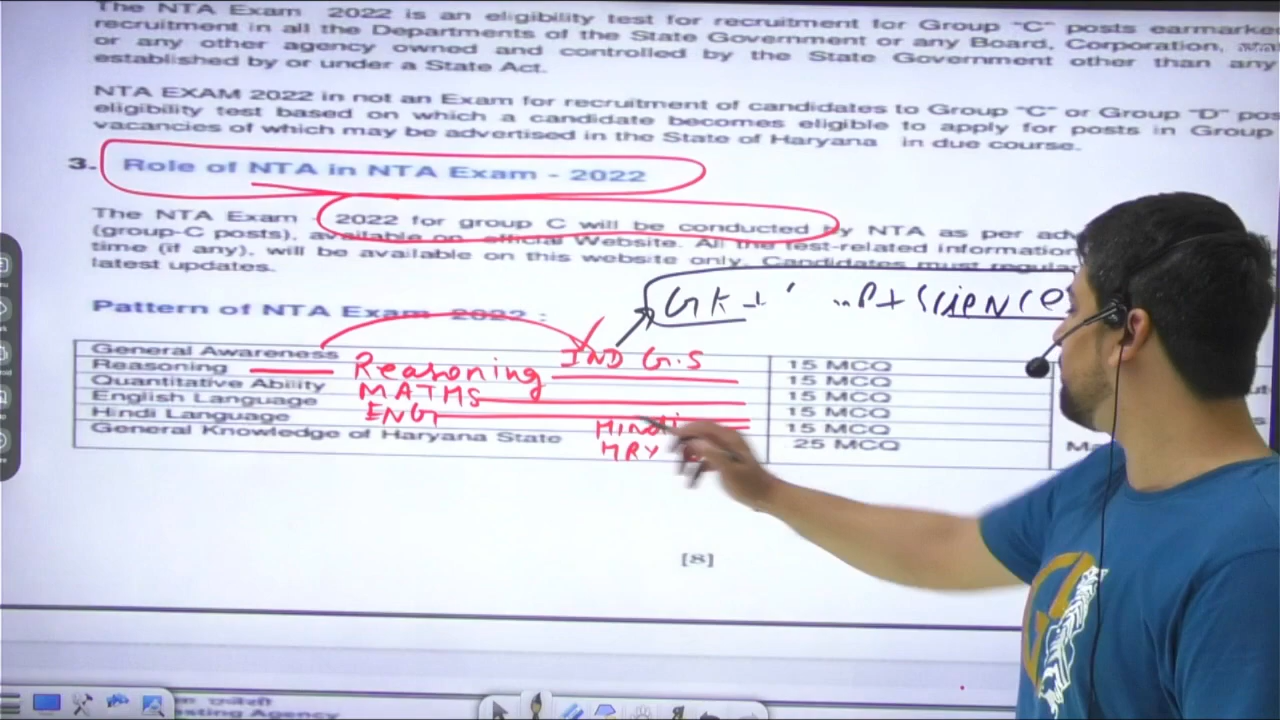 The NTA Exam 2022 is an eligibility test for recruitment for Group "C" posts earmarke
recruitment in all the Departments of the State Government or any Board, Corporation,
or any other agency owned and controlled by the State Government other than any
established by or under a State Act.
NTA EXAM 2022 in not an Exam for recruitment of candidates to Group "C" or Group "D" pos
eligibility test based on which a candidate becomes eligible to apply for posts in Group
vacancies of which may be advertised in the State of Haryana in due course.
3. Role of NTA in NTA Exam - 2022
The NTA Exam - 2022 for group C will be conducted by NTA as per adv
(group-C posts), available on official Website. All the test-related information
time (if any), will be available on this website only. Candidates must regula
latest updates.
GK + + SCIENCE
Pattern of NTA Exam 2022 :
General Awareness IND G.S 15 MCQ
Reasoning Reasoning 15 MCQ
Quantitative Ability MATHS 15 MCQ
English Language ENG 15 MCQ
Hindi Language Hindi 15 MCQ
General Knowledge of Haryana State HRY 25 MCQ Ma
[8]
esting Agency